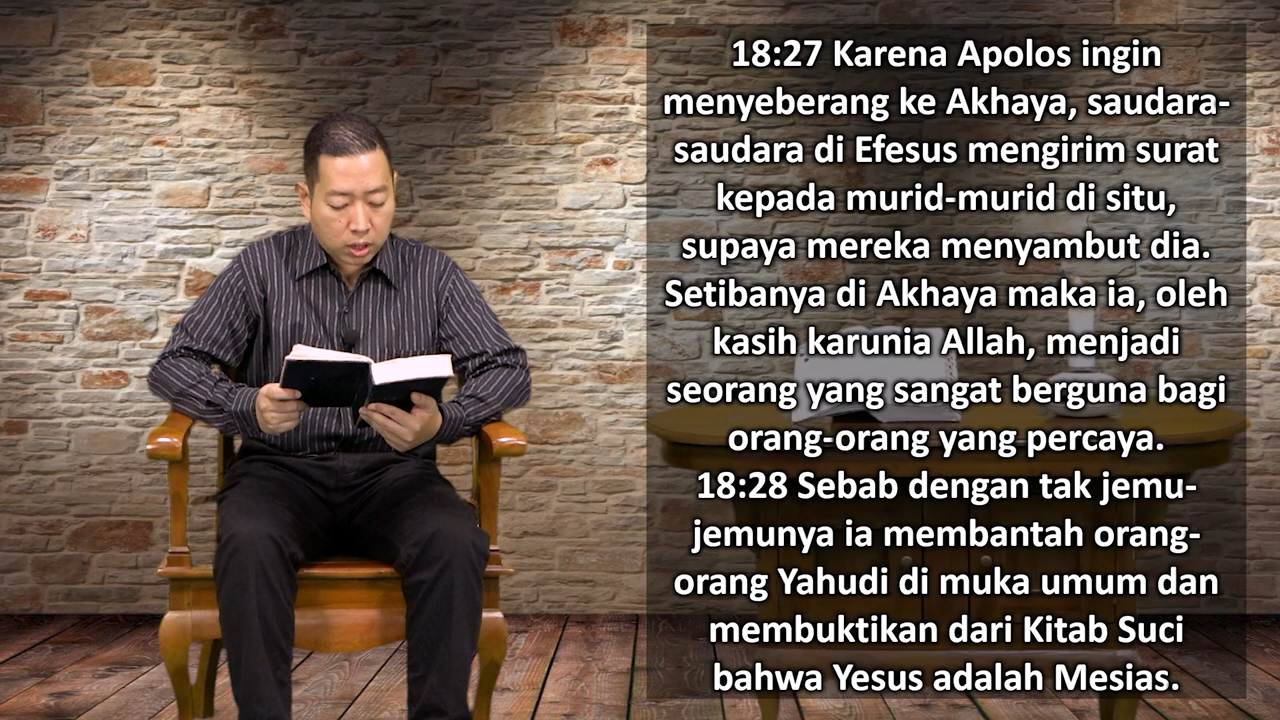 18:27 Karena Apolos ingin
menyeberang ke Akhaya, saudara-
saudara di Efesus mengirim surat
kepada murid-murid di situ,
supaya mereka menyambut dia.
Setibanya di Akhaya maka ia, oleh
kasih karunia Allah, menjadi
seorang yang sangat berguna bagi
orang-orang yang percaya.
18:28 Sebab dengan tak jemu-
jemunya ia membantah orang-
orang Yahudi di muka umum dan
membuktikan dari Kitab Suci
bahwa Yesus adalah Mesias.